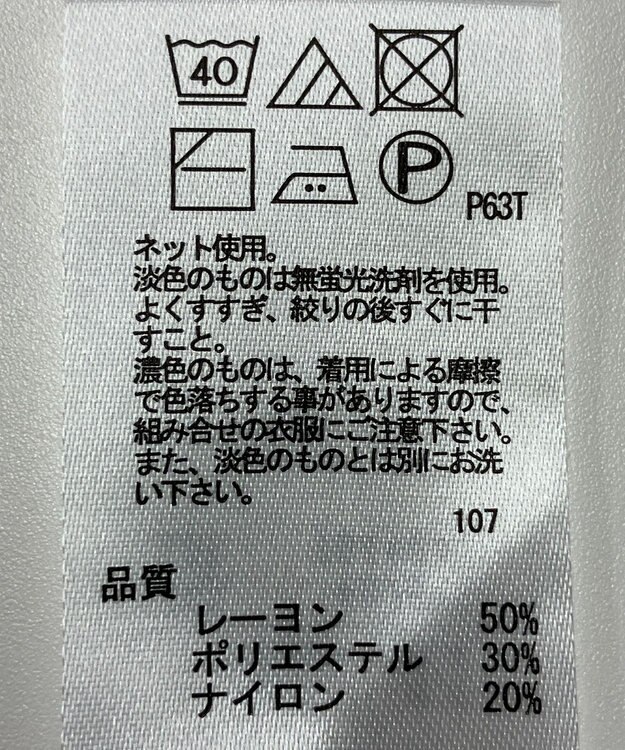 40
P
P63T
ネット使用。
淡色のものは無蛍光洗剤を使用。
よくすすぎ、絞りの後すぐに干
すこと。
濃色のものは、着用による摩擦
で色落ちする事がありますので、
組み合せの衣服にご注意下さい。
また、淡色のものとは別にお洗
い下さい。
107
品質
レーヨン 50%
ポリエステル 30%
ナイロン 20%